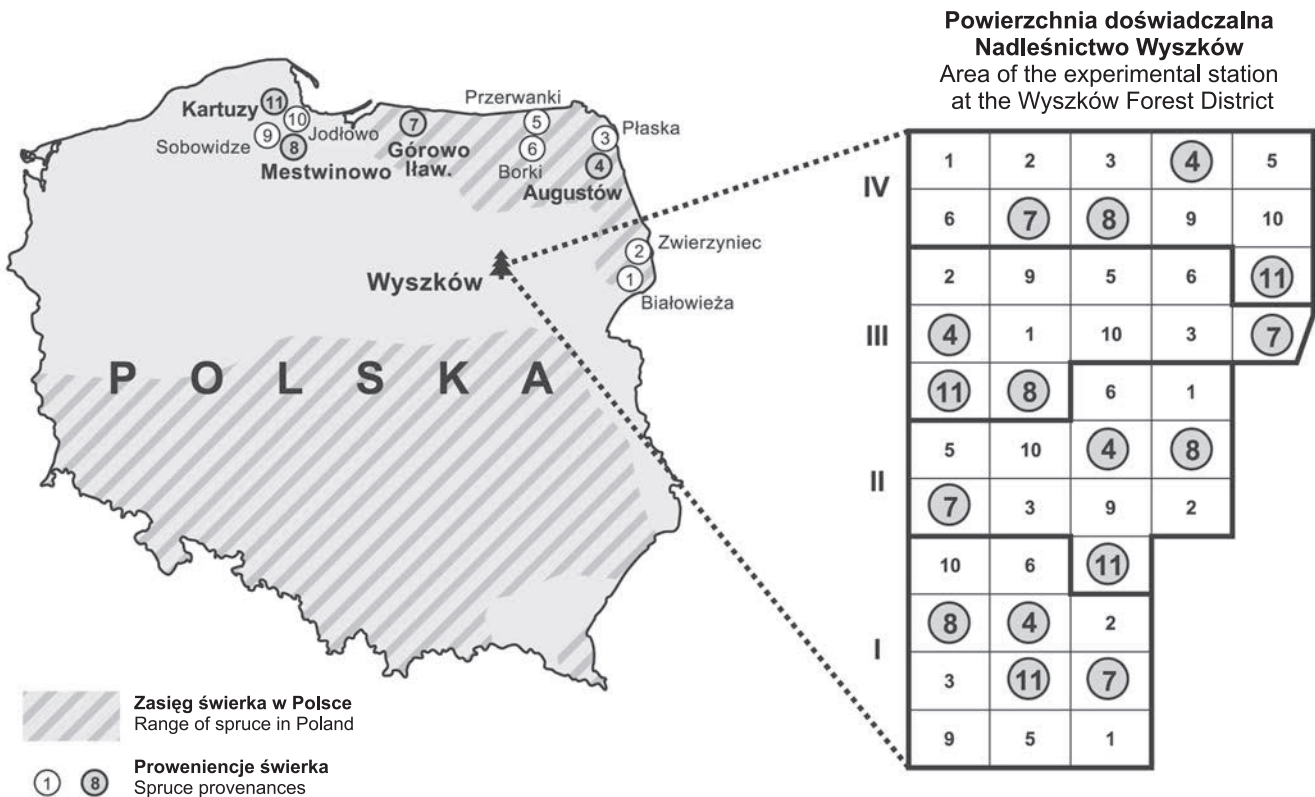 Powierzchnia doświadczalna
Nadleśnictwo Wyszków
Area of the experimental station
at the Wyszków Forest District
Kartuzy 11
10
Jodłowo
9
Sobowidze
8
Mestwinowo
7
Górowo
Iław.
Przerwanki
5
6
Borki
3
Płaska
4
Augustów
2
Zwierzyniec
1
Białowieża
Wyszków
POLSKA
IV
1 2 3 4 5
6 7 8 9 10
2 9 5 6 11
III
4 1 10 3 7
11 8 6 1
II
5 10 4 8
7 3 9 2
10 6 11
I
8 4 2
3 11 7
9 5 1
Zasięg świerka w Polsce
Range of spruce in Poland
1 8
Proweniencje świerka
Spruce provenances